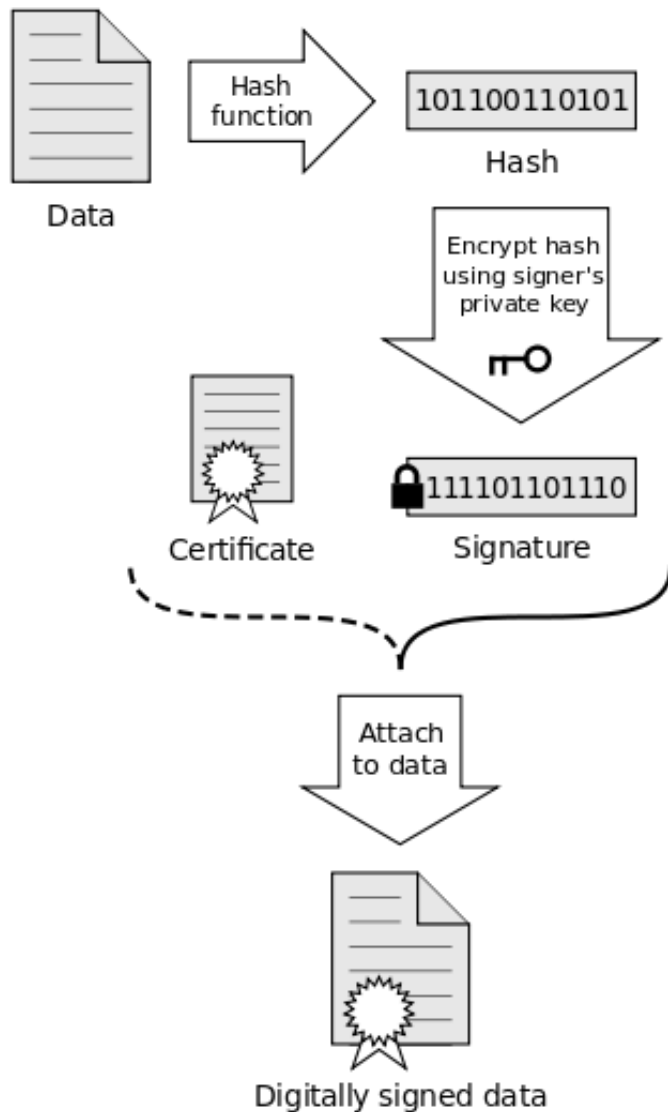 Hash
function
101100110101
Hash
Data
Encrypt hash
using signer's
private key
111101101110
Certificate
Signature
Attach
to data
Digitally signed data